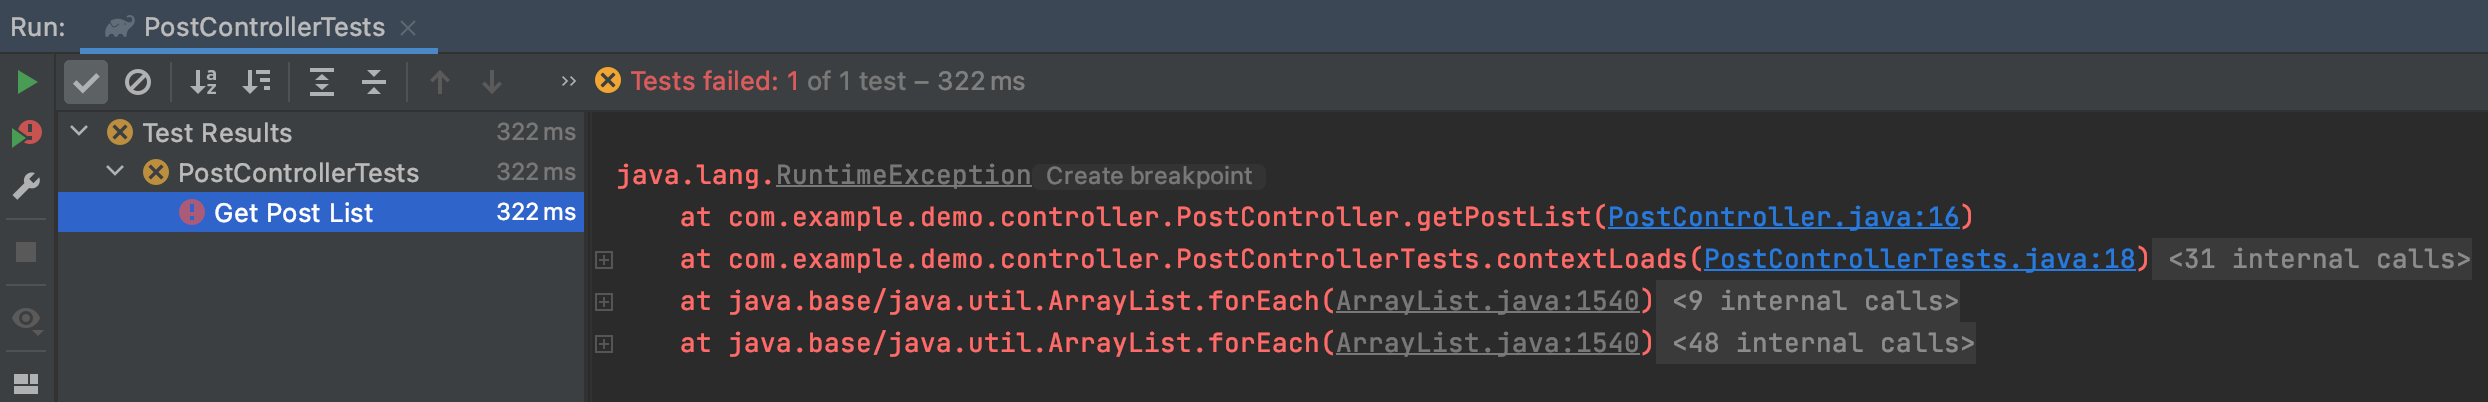 Run: PostControllerTests
Tests failed: 1 of 1 test – 322 ms
Test Results 322 ms
PostControllerTests 322 ms
Get Post List 322 ms
java.lang.RuntimeException Create breakpoint
at com.example.demo.controller.PostController.getPostList(PostController.java:16)
at com.example.demo.controller.PostControllerTests.contextLoads(PostControllerTests.java:18) <31 internal calls>
at java.base/java.util.ArrayList.forEach(ArrayList.java:1540) <9 internal calls>
at java.base/java.util.ArrayList.forEach(ArrayList.java:1540) <48 internal calls>